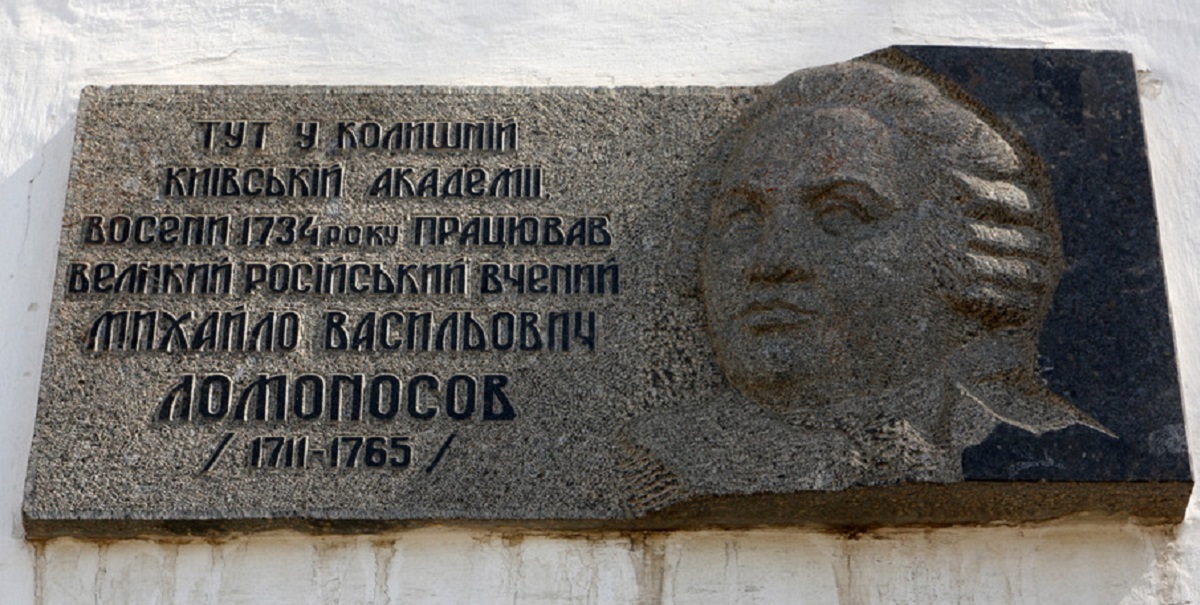 ТУТ У КОЛИШНІЙ
КИЇВСЬКІЙ АКАДЕМІЇ
ВОСЕНИ 1734 РОКУ ПРАЦЮВАВ
ВЕЛИКИЙ РОСІЙСЬКИЙ ВЧЕНИЙ
МИХАЙЛО ВАСИЛЬОВИЧ
ЛОМОНОСОВ
/ 1711-1765 /